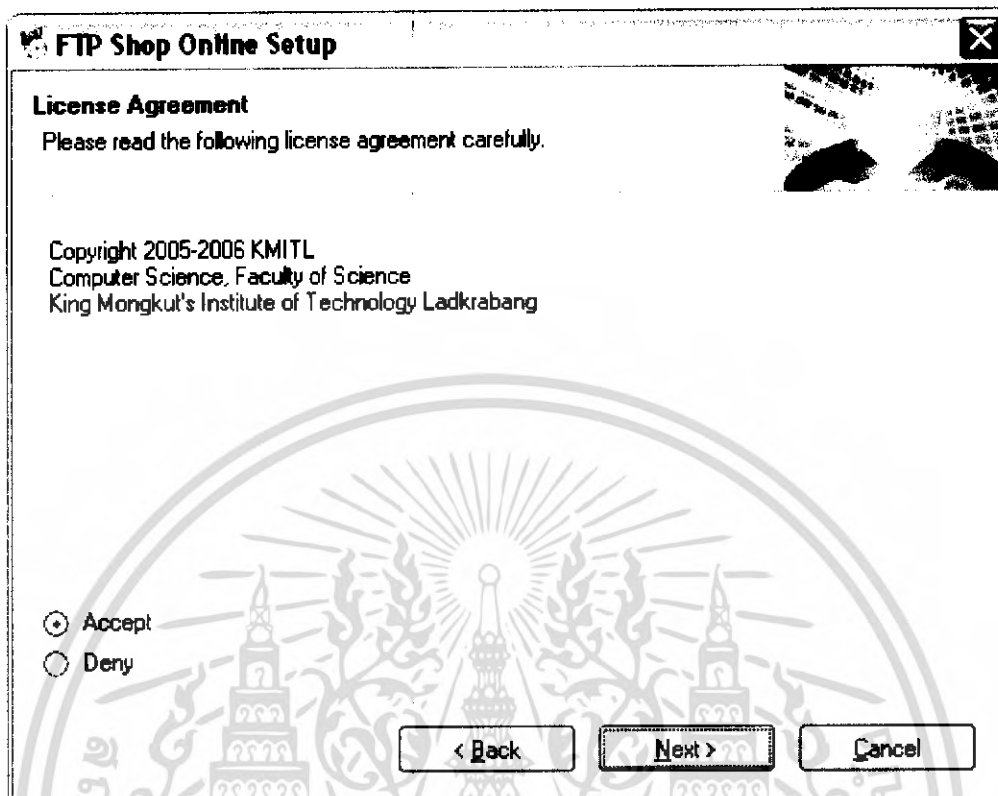 FTP Shop Online Setup
License Agreement
Please read the following license agreement carefully.
Copyright 2005-2006 KMITL
Computer Science, Faculty of Science
King Mongkut's Institute of Technology Ladkrabang
Accept
Deny
< Back Next > Cancel